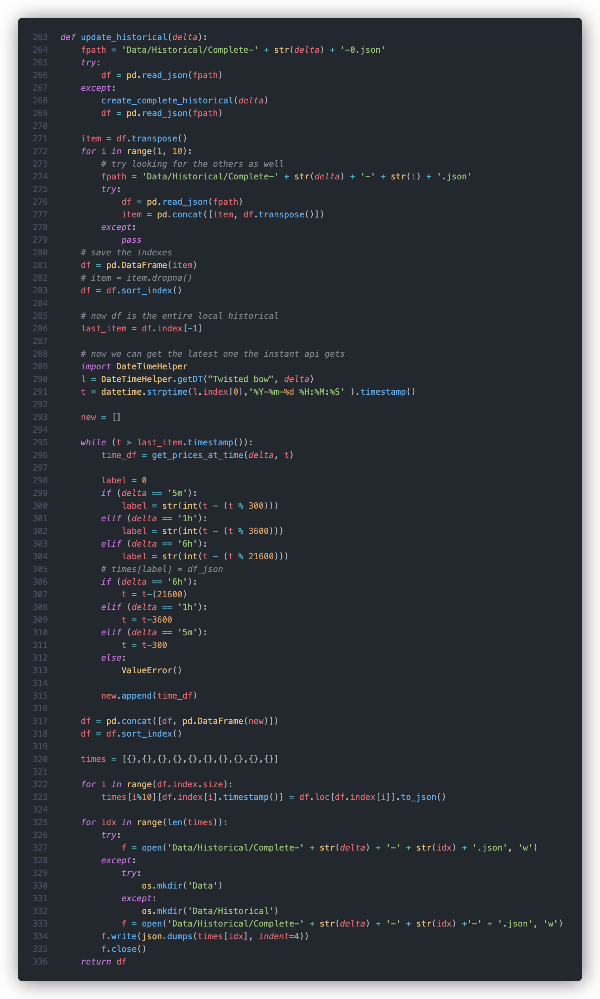 263 def update_historical(delta):
264     fpath = 'Data/Historical/Complete-' + str(delta) + '-0.json'
265     try:
266         df = pd.read_json(fpath)
267     except:
268         create_complete_historical(delta)
269         df = pd.read_json(fpath)
270
271     item = df.transpose()
272     for i in range(1, 10):
273         # try looking for the others as well
274         fpath = 'Data/Historical/Complete-' + str(delta) + '-' + str(i) + '.json'
275         try:
276             df = pd.read_json(fpath)
277             item = pd.concat([item, df.transpose()])
278         except:
279             pass
280     # save the indexes
281     df = pd.DataFrame(item)
282     # item = item.dropna()
283     df = df.sort_index()
284
285     # now df is the entire local historical
286     last_item = df.index[-1]
287
288     # now we can get the latest one the instant api gets
289     import DateTimeHelper
290     l = DateTimeHelper.getDT("Twisted bow", delta)
291     t = datetime.strptime(l.index[0],'%Y-%m-%d %H:%M:%S' ).timestamp()
292
293     new = []
294
295     while (t > last_item.timestamp()):
296         time_df = get_prices_at_time(delta, t)
297
298         label = 0
299         if (delta == '5m'):
300             label = str(int(t - (t % 300)))
301         elif (delta == '1h'):
302             label = str(int(t - (t % 3600)))
303         elif (delta == '6h'):
304             label = str(int(t - (t % 21600)))
305         # times[label] = df_json
306         if (delta == '6h'):
307             t = t-(21600)
308         elif (delta == '1h'):
309             t = t-3600
310         elif (delta == '5m'):
311             t = t-300
312         else:
313             ValueError()
314
315         new.append(time_df)
316
317     df = pd.concat([df, pd.DataFrame(new)])
318     df = df.sort_index()
319
320     times = [{},{},{},{},{},{},{},{},{},{}]
321
322     for i in range(df.index.size):
323         times[i%10][df.index[i].timestamp()] = df.loc[df.index[i]].to_json()
324
325     for idx in range(len(times)):
326         try:
327             f = open('Data/Historical/Complete-' + str(delta) + '-' + str(idx) + '.json', 'w')
328         except:
329             try:
330                 os.mkdir('Data')
331             except:
332                 os.mkdir('Data/Historical')
333             f = open('Data/Historical/Complete-' + str(delta) + '-' + str(idx) +'-' + '.json', 'w')
334         f.write(json.dumps(times[idx], indent=4))
335         f.close()
336     return df